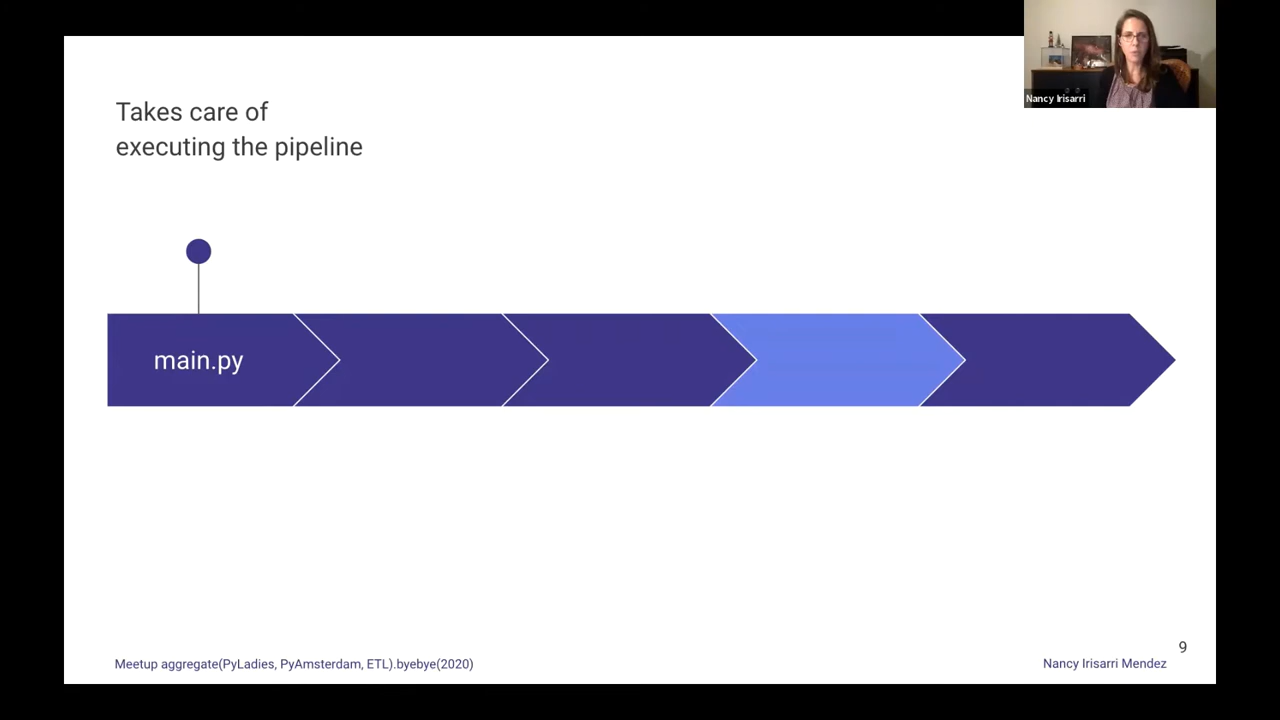 Nancy Irisarri
Takes care of
executing the pipeline
main.py
9
Meetup aggregate(PyLadies, PyAmsterdam, ETL).byebye(2020)
Nancy Irisarri Mendez